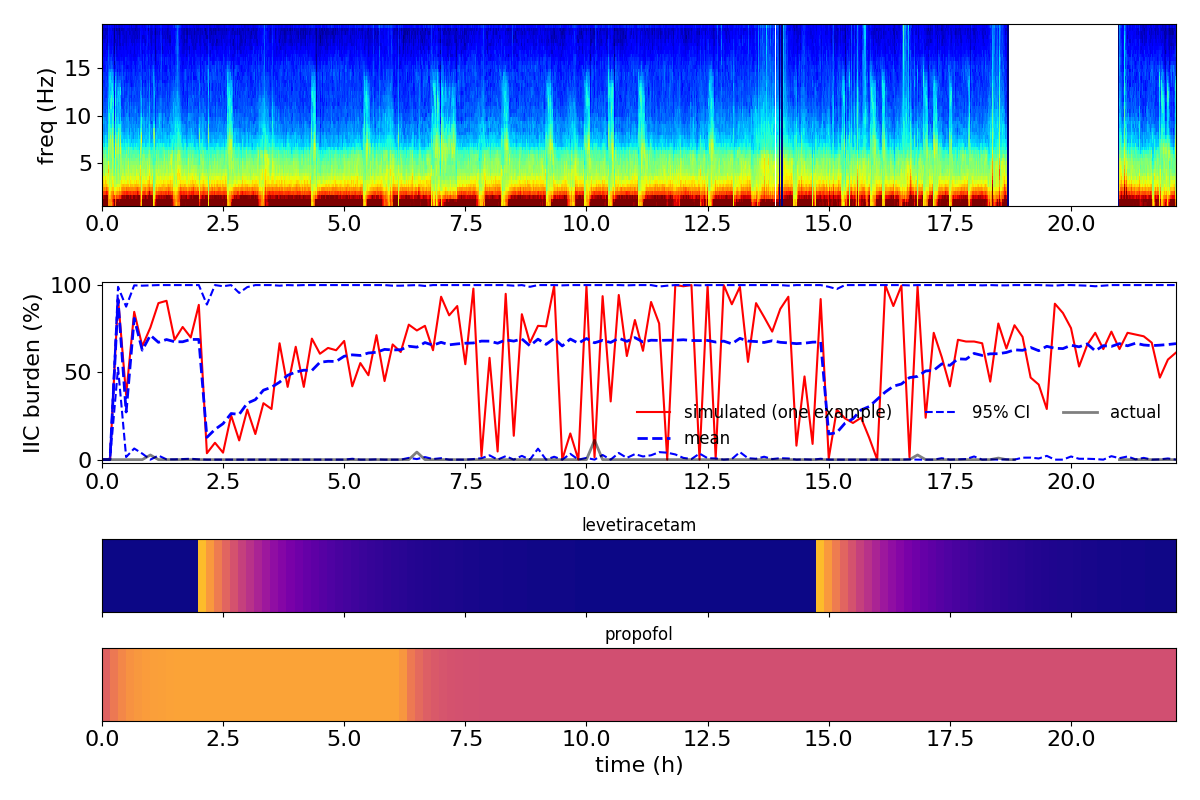 freq (Hz)
15
10
5
0.0 2.5 5.0 7.5 10.0 12.5 15.0 17.5 20.0
IIC burden (%)
100
50
0
simulated (one example) 95% CI actual
mean
0.0 2.5 5.0 7.5 10.0 12.5 15.0 17.5 20.0
levetiracetam
propofol
0.0 2.5 5.0 7.5 10.0 12.5 15.0 17.5 20.0
time (h)